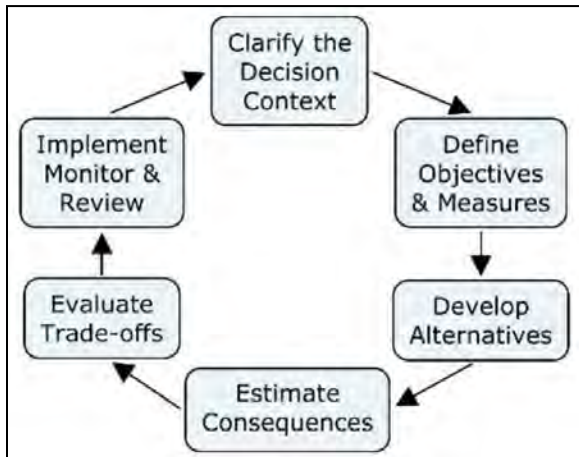 Clarify the
Decision
Context
Define
Objectives
& Measures
Develop
Alternatives
Estimate
Consequences
Evaluate
Trade-offs
Implement
Monitor &
Review